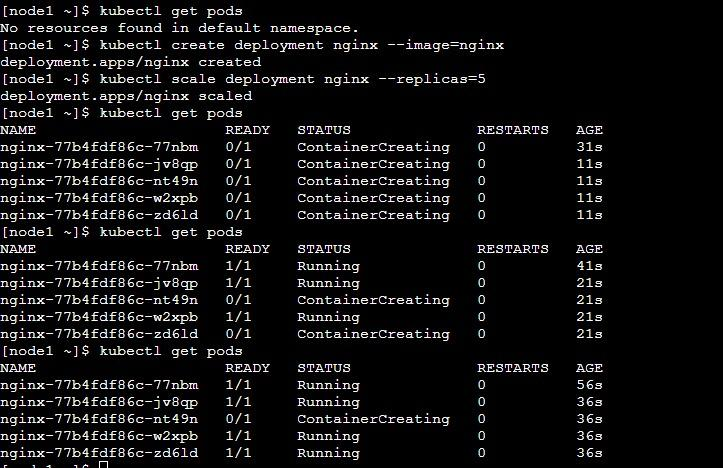 [node1 ~]$ kubectl get pods
No resources found in default namespace.
[node1 ~]$ kubectl create deployment nginx --image=nginx
deployment.apps/nginx created
[node1 ~]$ kubectl scale deployment nginx --replicas=5
deployment.apps/nginx scaled
[node1 ~]$ kubectl get pods
NAME                     READY   STATUS              RESTARTS   AGE
nginx-77b4fdf86c-77nbm   0/1     ContainerCreating   0          31s
nginx-77b4fdf86c-jv8qp   0/1     ContainerCreating   0          11s
nginx-77b4fdf86c-nt49n   0/1     ContainerCreating   0          11s
nginx-77b4fdf86c-w2xpb   0/1     ContainerCreating   0          11s
nginx-77b4fdf86c-zd6ld   0/1     ContainerCreating   0          11s
[node1 ~]$ kubectl get pods
NAME                     READY   STATUS              RESTARTS   AGE
nginx-77b4fdf86c-77nbm   1/1     Running             0          41s
nginx-77b4fdf86c-jv8qp   1/1     Running             0          21s
nginx-77b4fdf86c-nt49n   0/1     ContainerCreating   0          21s
nginx-77b4fdf86c-w2xpb   1/1     Running             0          21s
nginx-77b4fdf86c-zd6ld   0/1     ContainerCreating   0          21s
[node1 ~]$ kubectl get pods
NAME                     READY   STATUS              RESTARTS   AGE
nginx-77b4fdf86c-77nbm   1/1     Running             0          56s
nginx-77b4fdf86c-jv8qp   1/1     Running             0          36s
nginx-77b4fdf86c-nt49n   0/1     ContainerCreating   0          36s
nginx-77b4fdf86c-w2xpb   1/1     Running             0          36s
nginx-77b4fdf86c-zd6ld   1/1     Running             0          36s
[node1 ~]$